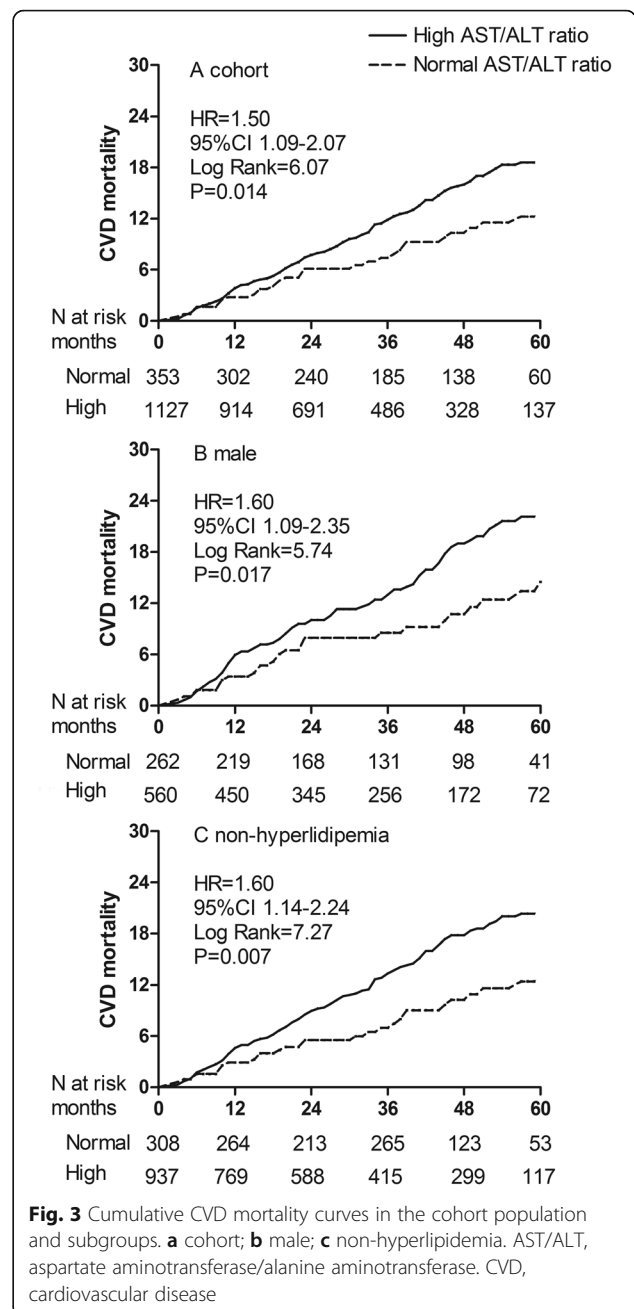 High AST/ALT ratio
Normal AST/ALT ratio
A cohort
HR=1.50
95%CI 1.09-2.07
Log Rank=6.07
P=0.014
CVD mortality
30
24
18
12
6
0
N at risk
months
0 12 24 36 48 60
Normal 353 302 240 185 138 60
High 1127 914 691 486 328 137
B male
HR=1.60
95%CI 1.09-2.35
Log Rank=5.74
P=0.017
CVD mortality
30
24
18
12
6
0
N at risk
months
0 12 24 36 48 60
Normal 262 219 168 131 98 41
High 560 450 345 256 172 72
C non-hyperlidipemia
HR=1.60
95%CI 1.14-2.24
Log Rank=7.27
P=0.007
CVD mortality
30
24
18
12
6
0
N at risk
months
0 12 24 36 48 60
Normal 308 264 213 265 123 53
High 937 769 588 415 299 117
Fig. 3 Cumulative CVD mortality curves in the cohort population
and subgroups. a cohort; b male; c non-hyperlipidemia. AST/ALT,
aspartate aminotransferase/alanine aminotransferase. CVD,
cardiovascular disease